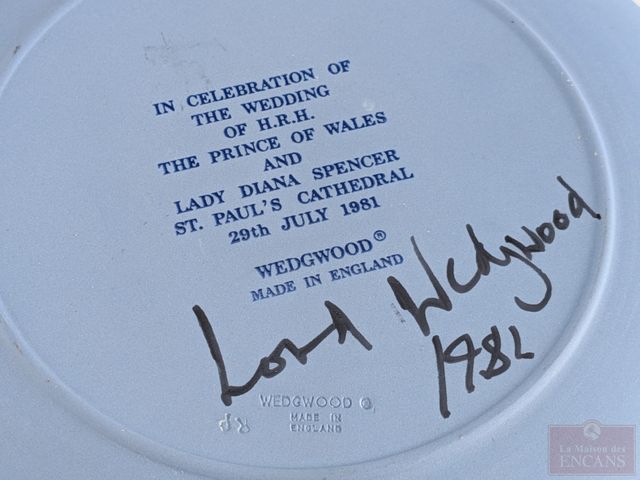 IN CELEBRATION OF
THE WEDDING
OF H.R.H.
THE PRINCE OF WALES
AND
LADY DIANA SPENCER
ST. PAUL'S CATHEDRAL
29th JULY 1981
WEDGWOOD®
MADE IN ENGLAND
Lord Wedgwood
1982
WEDGWOOD ©
MADE IN
ENGLAND
La Maison des
ENCANS